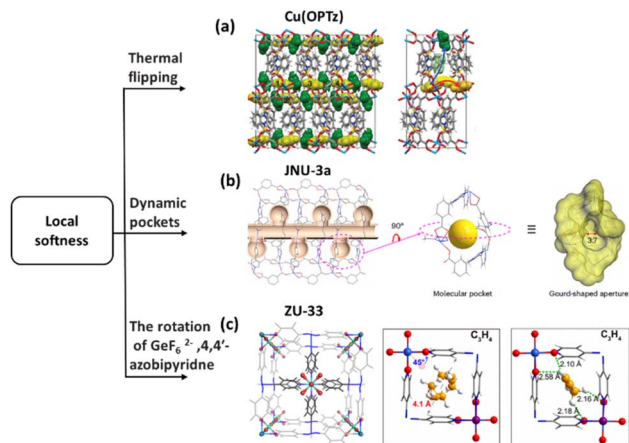 (a)
Cu(OPTz)
Thermal
flipping
(b)
JNU-3a
Local
softness
Dynamic
pockets
90°
≡
3.7
Molecular pocket
Gourd-shaped aperture
The rotation
of GeF₆ ²⁻ ,4,4′-
azobipyridne
(c)
ZU-33
C₃H₄
45°
4.1 Å
C₃H₄
2.10 Å
2.58 Å
2.16 Å
2.18 Å